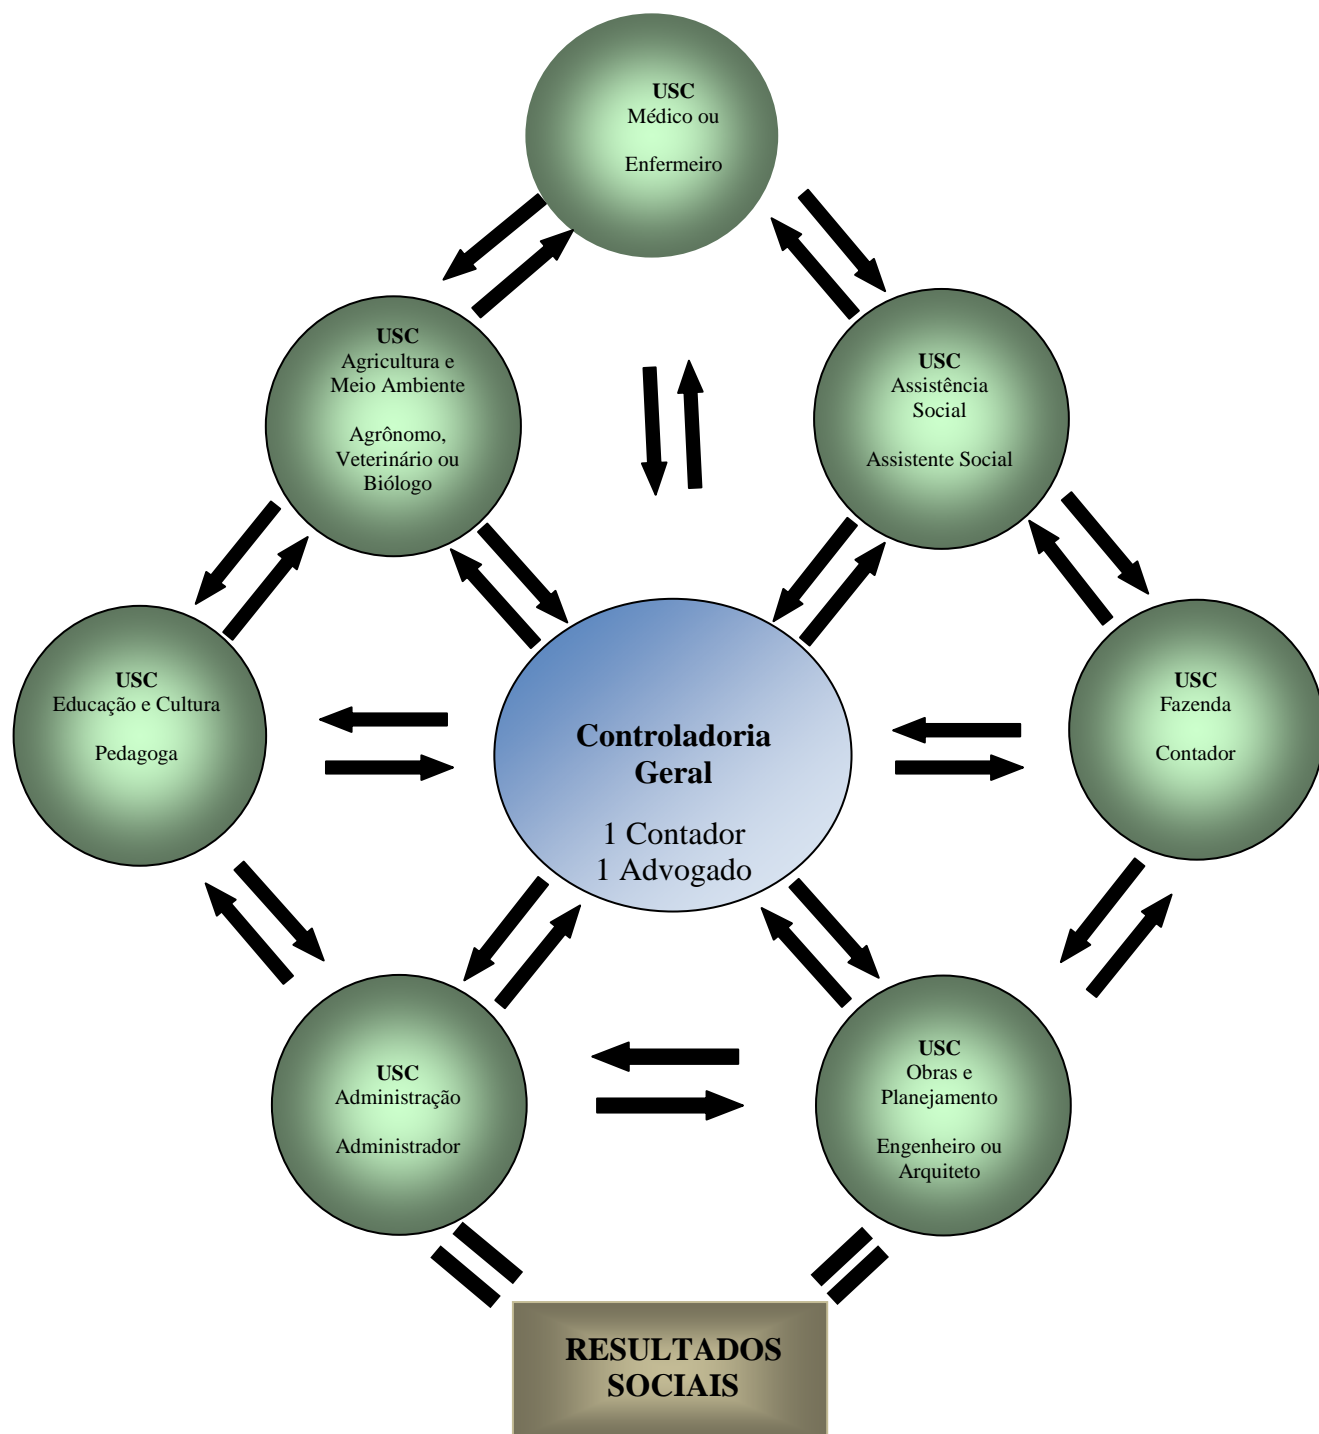 USC
Médico ou
Enfermeiro
USC
Agricultura e
Meio Ambiente
Agrônomo,
Veterinário ou
Biólogo
USC
Assistência
Social
Assistente Social
USC
Educação e Cultura
Pedagoga
Controladoria
Geral
1 Contador
1 Advogado
USC
Fazenda
Contador
USC
Administração
Administrador
USC
Obras e
Planejamento
Engenheiro ou
Arquiteto
RESULTADOS
SOCIAIS